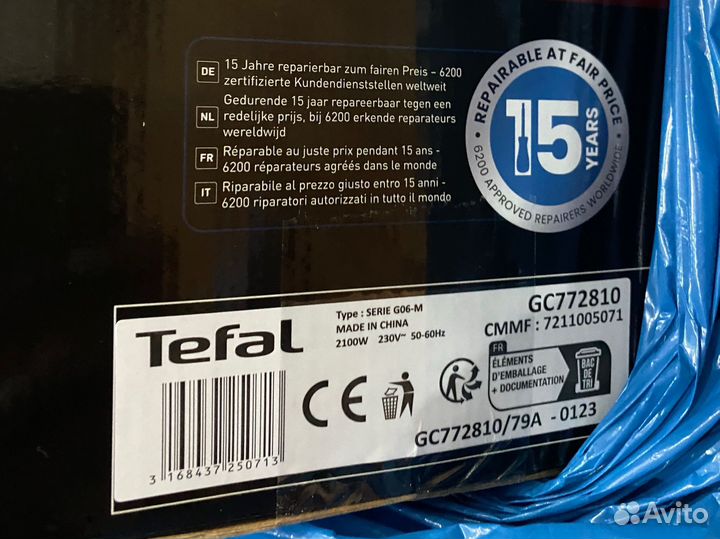 DE 15 Jahre reparierbar zum fairen Preis – 6200
zertifizierte Kundendienststellen weltweit
NL Gedurende 15 jaar repareerbaar tegen een
redelijke prijs, bij 6200 erkende reparateurs
wereldwijd
FR Réparable au juste prix pendant 15 ans -
6200 réparateurs agréés dans le monde
IT Riparabile al prezzo giusto entro 15 anni -
6200 riparatori autorizzati in tutto il mondo
REPAIRABLE AT FAIR PRICE
15 YEARS
6200 APPROVED REPAIRERS WORLDWIDE
Tefal
Type : SERIE G06-M
MADE IN CHINA
2100W 230V~ 50-60Hz
GC772810
CMMF : 7211005071
FR
ÉLÉMENTS
D'EMBALLAGE
+ DOCUMENTATION
BAC
DE
TRI
CE
GC772810/79A - 0123
3 168437 250713
Avito